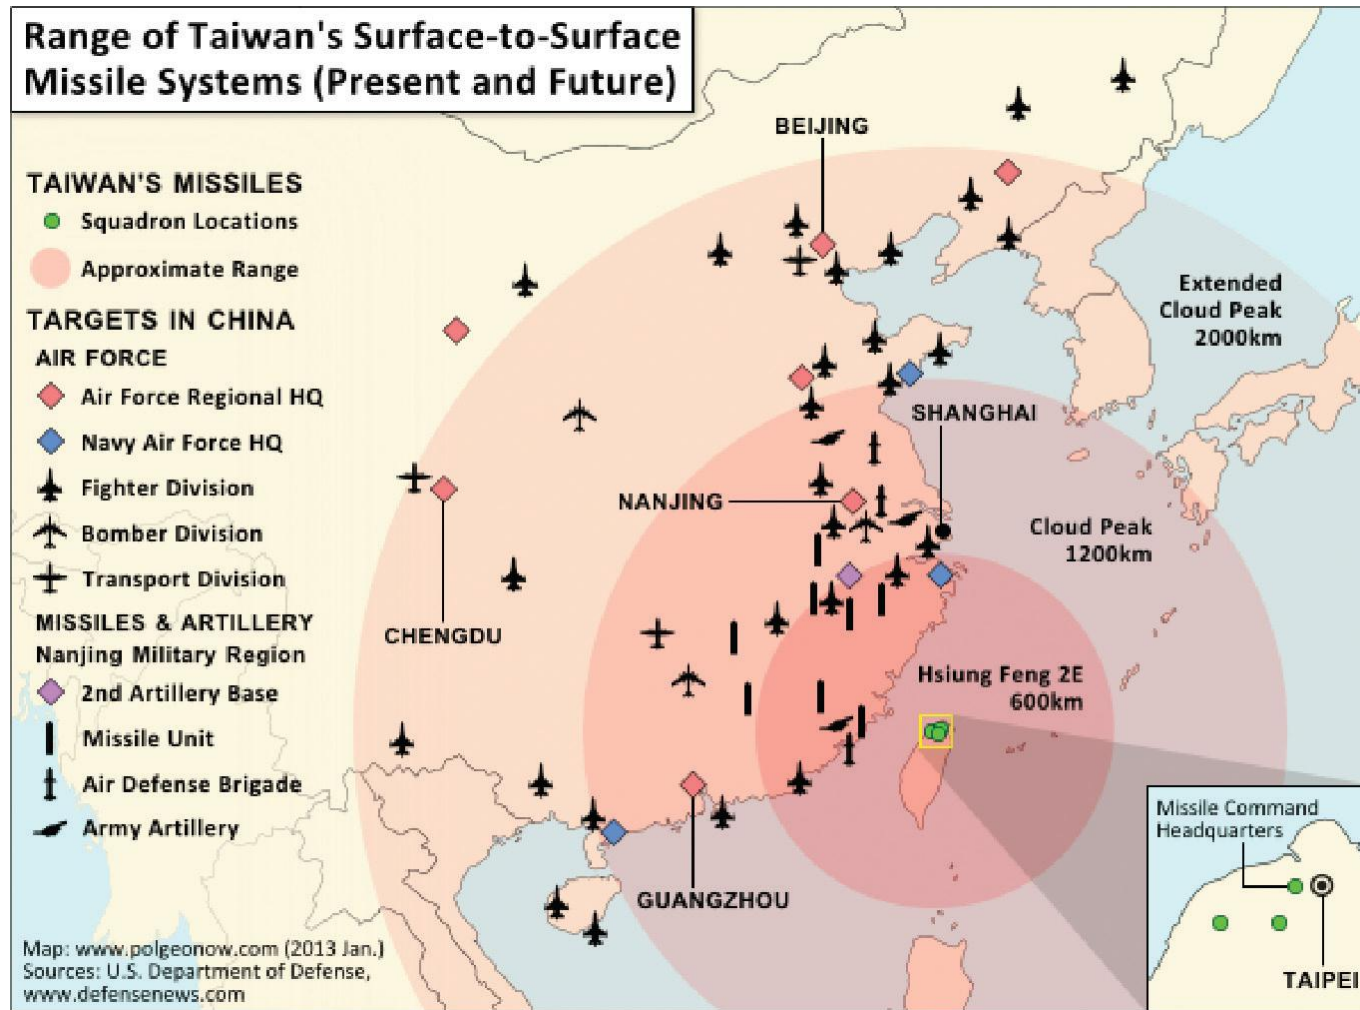 Range of Taiwan's Surface-to-Surface
Missile Systems (Present and Future)
TAIWAN'S MISSILES
Squadron Locations
Approximate Range
TARGETS IN CHINA
AIR FORCE
Air Force Regional HQ
Navy Air Force HQ
Fighter Division
Bomber Division
Transport Division
MISSILES & ARTILLERY
Nanjing Military Region
2nd Artillery Base
Missile Unit
Air Defense Brigade
Army Artillery
Map: www.polgeonow.com (2013 Jan.)
Sources: U.S. Department of Defense,
www.defensenews.com
BEIJING
Extended
Cloud Peak
2000km
SHANGHAI
NANJING
Cloud Peak
1200km
CHENGDU
Hsiung Feng 2E
600km
GUANGZHOU
Missile Command
Headquarters
TAIPEI